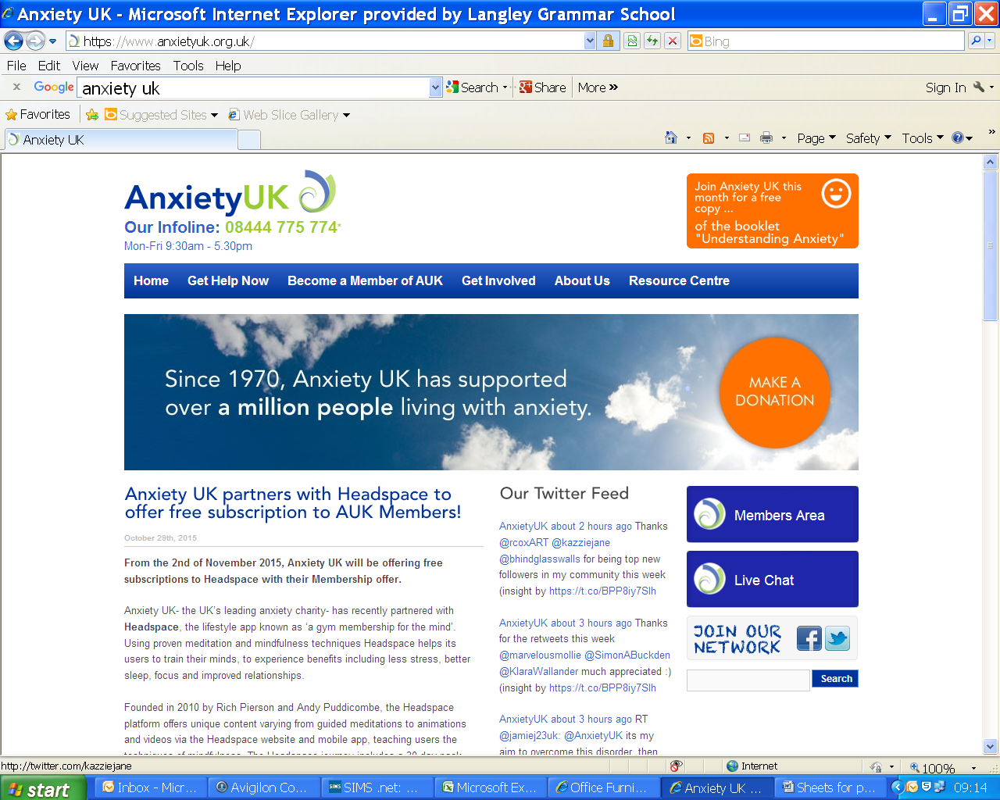 Anxiety UK - Microsoft Internet Explorer provided by Langley Grammar School
https://www.anxietyuk.org.uk/
Bing
File Edit View Favorites Tools Help
x Google anxiety uk Search Share More » Sign In
Favorites Suggested Sites Web Slice Gallery
Anxiety UK
Page Safety Tools »
AnxietyUK
Our Infoline: 08444 775 774*
Mon-Fri 9:30am - 5.30pm
Join Anxiety UK this
month for a free
copy ...
of the booklet
"Understanding Anxiety"
Home Get Help Now Become a Member of AUK Get Involved About Us Resource Centre
Since 1970, Anxiety UK has supported
over a million people living with anxiety.
MAKE A
DONATION
Anxiety UK partners with Headspace to
offer free subscription to AUK Members!
October 29th, 2015
From the 2nd of November 2015, Anxiety UK will be offering free
subscriptions to Headspace with their Membership offer.
Anxiety UK- the UK's leading anxiety charity- has recently partnered with
Headspace, the lifestyle app known as 'a gym membership for the mind'.
Using proven meditation and mindfulness techniques Headspace helps its
users to train their minds, to experience benefits including less stress, better
sleep, focus and improved relationships.
Founded in 2010 by Rich Pierson and Andy Puddicombe, the Headspace
platform offers unique content varying from guided meditations to animations
and videos via the Headspace website and mobile app, teaching users the
techniques of mindfulness. The Headspace journey includes a 30 day pack
Our Twitter Feed
AnxietyUK about 2 hours ago Thanks
@rcoxART @kazziejane
@bhindglasswalls for being top new
followers in my community this week
(insight by https://t.co/BPP8iy7Slh
AnxietyUK about 3 hours ago Thanks
for the retweets this week
@marvelousmollie @SimonABuckden
@KlaraWallander much appreciated :)
(insight by https://t.co/BPP8iy7Slh
AnxietyUK about 3 hours ago RT
@jamiej23uk: @AnxietyUK its my
aim to overcome this disorder, then
Members Area
Live Chat
JOIN OUR
NETWORK
Search
http://twitter.com/kazziejane Internet 100%
start Inbox - Micr... Avigilon Co... SIMS .net: ... Microsoft Ex... Office Furni... Anxiety UK ... Sheets for p... 09:14